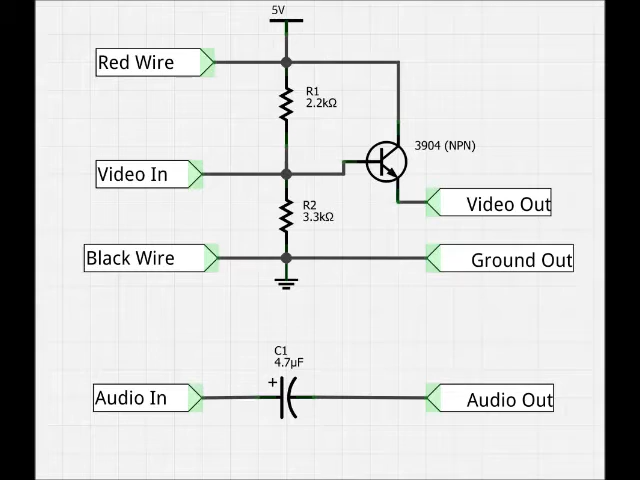 5V
Red Wire
R1
2.2kΩ
3904 (NPN)
Video In
R2
3.3kΩ
Video Out
Black Wire
Ground Out
C1
4.7µF
+
Audio In
Audio Out